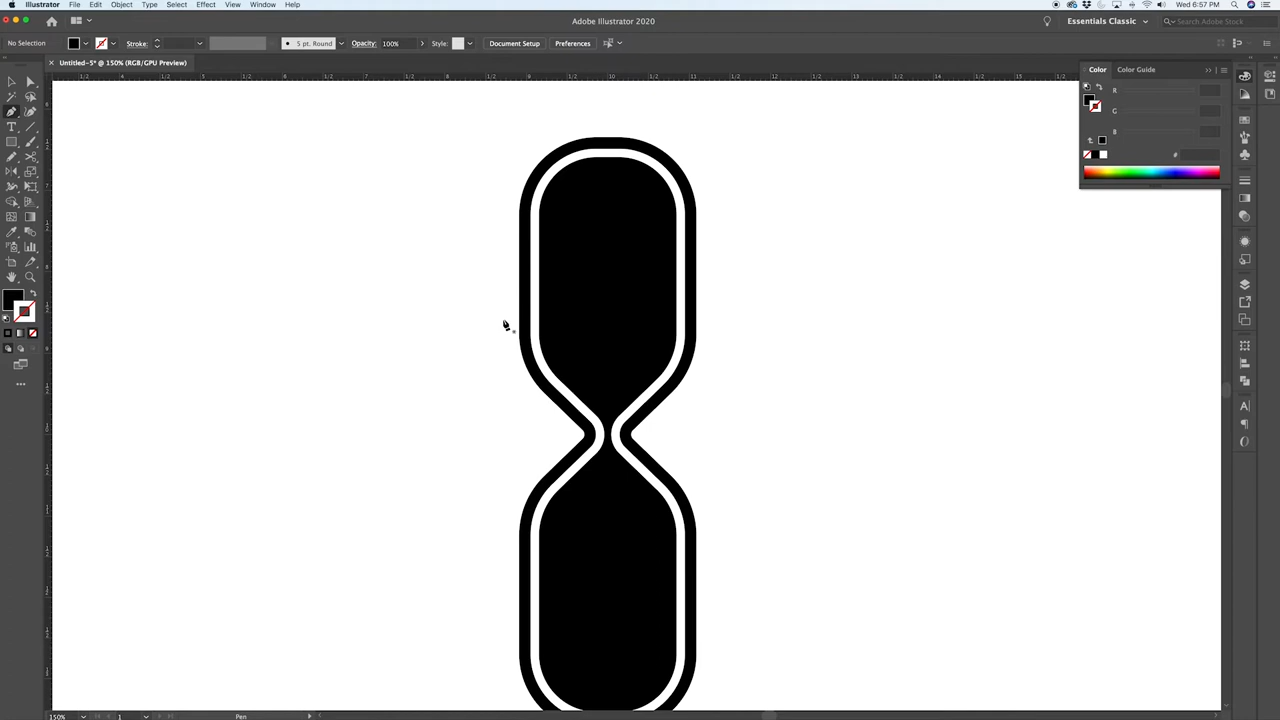 Illustrator File Edit Object Type Select Effect View Window Help
Wed 6:57 PM
Adobe Illustrator 2020
Essentials Classic
Search Adobe Stock
No Selection
Stroke:
5 pt. Round
Opacity: 100%
Style:
Document Setup
Preferences
× Untitled-5* @ 150% (RGB/GPU Preview)
Color
Color Guide
R
G
B
#
150%
1
Pen